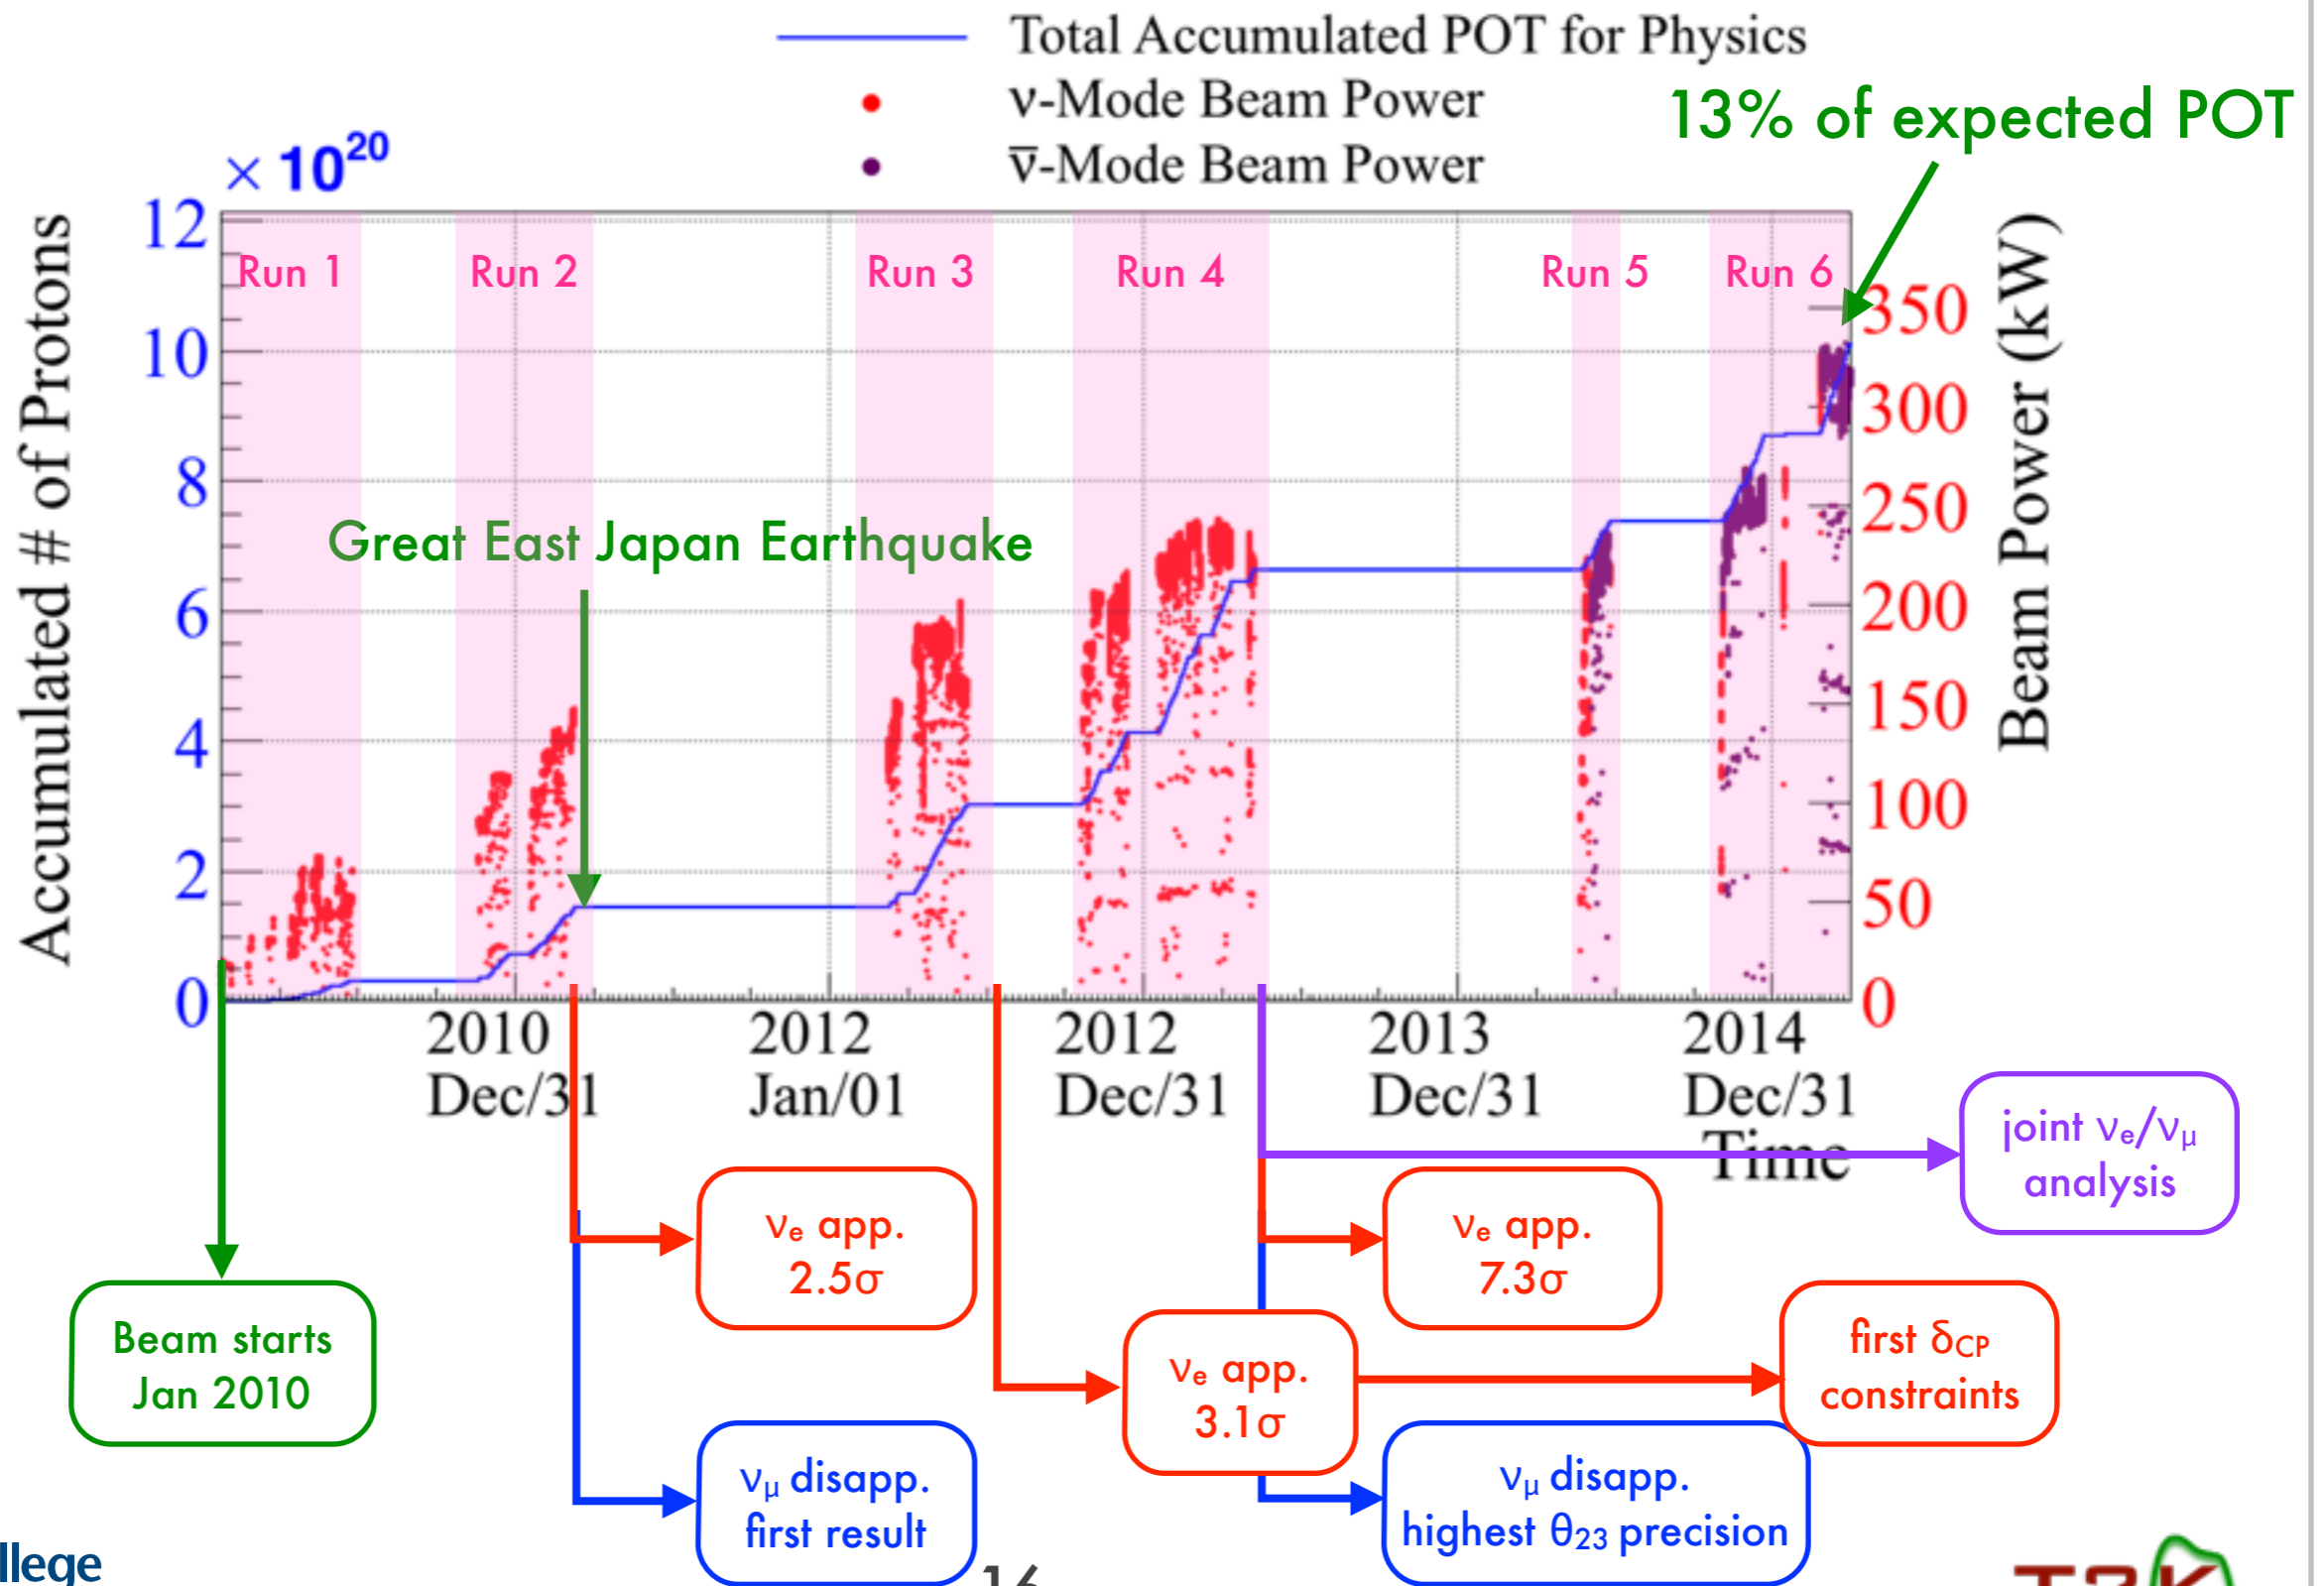 Total Accumulated POT for Physics
ν-Mode Beam Power
ν̅-Mode Beam Power
13% of expected POT
× 10²⁰
Accumulated # of Protons
12
10
8
6
4
2
0
Run 1
Run 2
Run 3
Run 4
Run 5
Run 6
Great East Japan Earthquake
350
300
250
200
150
100
50
0
Beam Power (kW)
2010
Dec/31
2012
Jan/01
2012
Dec/31
2013
Dec/31
2014
Dec/31
Time
joint νₑ/νμ
analysis
νₑ app.
2.5σ
νₑ app.
7.3σ
Beam starts
Jan 2010
νₑ app.
3.1σ
first δCP
constraints
νμ disapp.
first result
νμ disapp.
highest θ₂₃ precision
llege
16
T2K